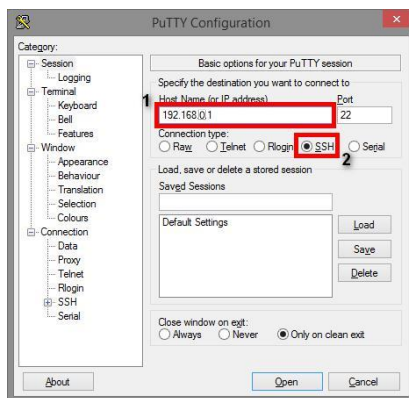 PuTTY Configuration
Category:
Session
Logging
Terminal
Keyboard
Bell
Features
Window
Appearance
Behaviour
Translation
Selection
Colours
Connection
Data
Proxy
Telnet
Rlogin
SSH
Serial
Basic options for your PuTTY session
Specify the destination you want to connect to
1 Host Name (or IP address) Port
192.168.0.1 22
Connection type:
Raw Telnet Rlogin SSH Serial
2
Load, save or delete a stored session
Saved Sessions
Default Settings
Load
Save
Delete
Close window on exit:
Always Never Only on clean exit
About Open Cancel